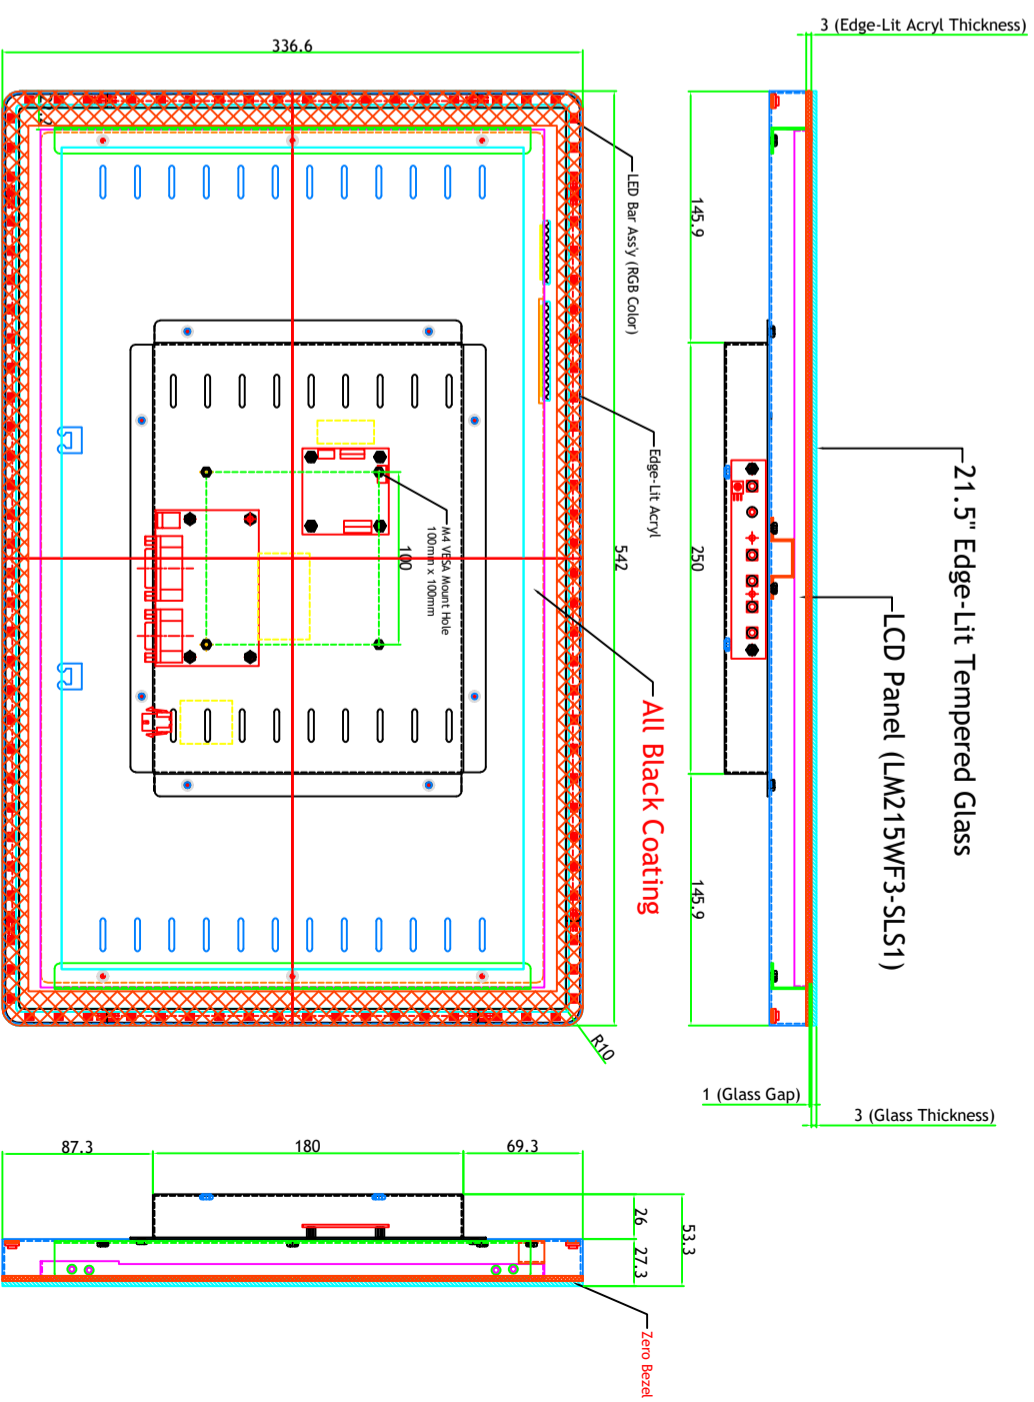 3 (Edge-Lit Acryl Thickness)
336.6
LED Bar Ass'y (RGB Color)
145.9
Edge-Lit Acryl
21.5" Edge-Lit Tempered Glass
LCD Panel (LM215WF3-SLS1)
M4 VESA Mount Hole
100mm x 100mm
100
542
250
All Black Coating
145.9
R10
1 (Glass Gap)
3 (Glass Thickness)
87.3
180
69.3
26
53.3
27.3
Zero Bezel